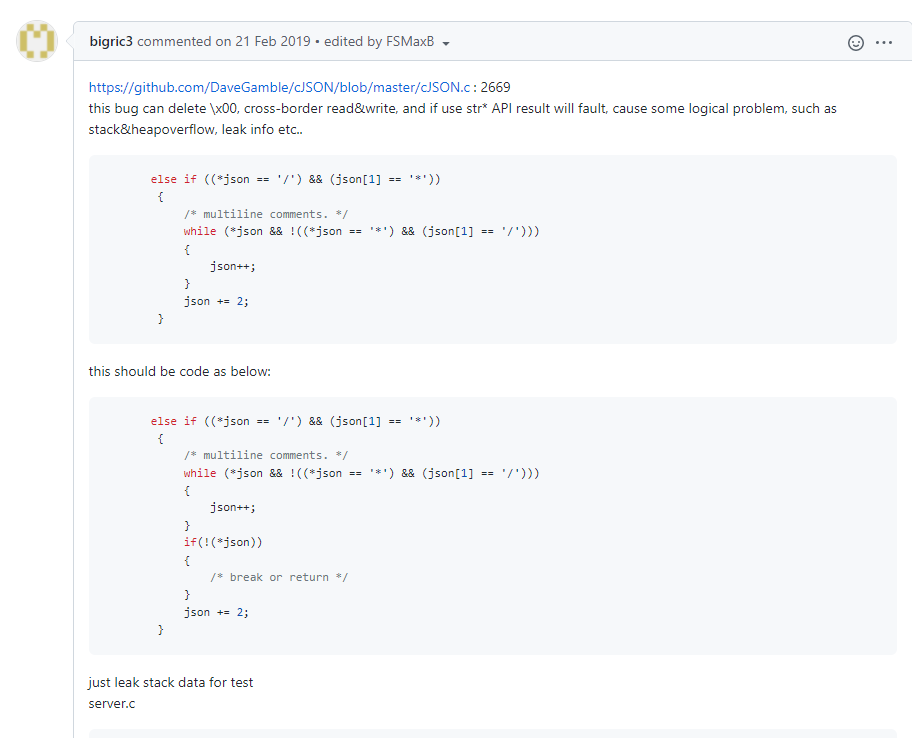 bigric3 commented on 21 Feb 2019 • edited by FSMaxB
https://github.com/DaveGamble/cJSON/blob/master/cJSON.c : 2669
this bug can delete \x00, cross-border read&write, and if use str* API result will fault, cause some logical problem, such as
stack&heapoverflow, leak info etc..
else if ((*json == '/') && (json[1] == '*'))
{
/* multiline comments. */
while (*json && !((*json == '*') && (json[1] == '/')))
{
json++;
}
json += 2;
}
this should be code as below:
else if ((*json == '/') && (json[1] == '*'))
{
/* multiline comments. */
while (*json && !((*json == '*') && (json[1] == '/')))
{
json++;
}
if(!(*json))
{
/* break or return */
}
json += 2;
}
just leak stack data for test
server.c